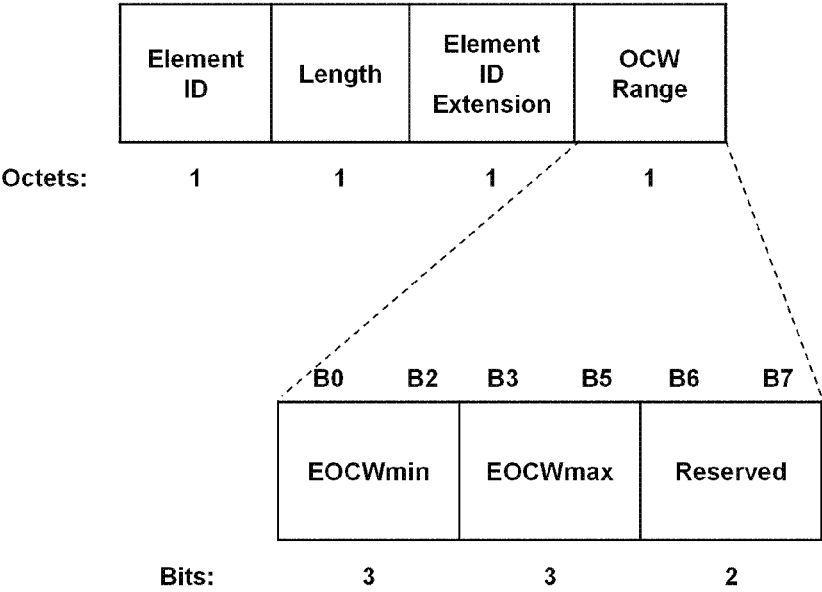 Element ID
Length
Element ID Extension
OCW Range
Octets: 1 1 1 1
B0 B2 B3 B5 B6 B7
EOCWmin EOCWmax Reserved
Bits: 3 3 2